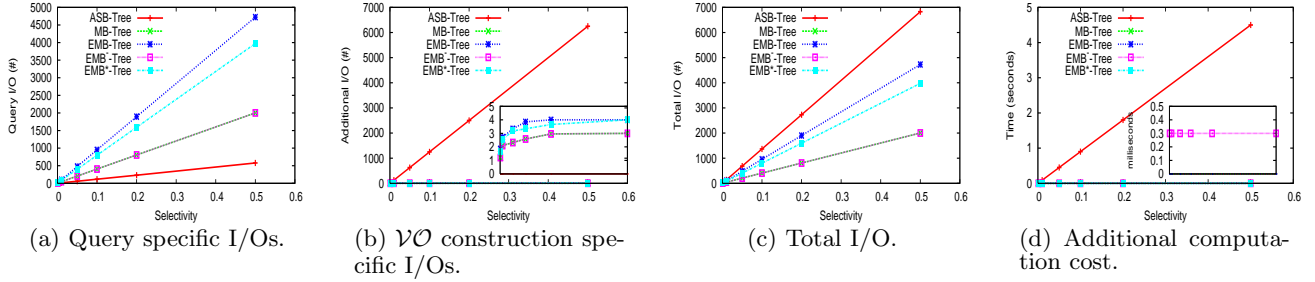 ASB-Tree
MB-Tree
EMB-Tree
EMB⁻-Tree
EMB*-Tree
Query I/O (#)
5000
4500
4000
3500
3000
2500
2000
1500
1000
500
0
0 0.1 0.2 0.3 0.4 0.5 0.6
Selectivity
(a) Query specific I/Os.
ASB-Tree
MB-Tree
EMB-Tree
EMB⁻-Tree
EMB*-Tree
Additional I/O (#)
7000
6000
5000
4000
3000
2000
1000
0
5
4
3
2
1
0
0 0.1 0.2 0.3 0.4 0.5 0.6
Selectivity
(b) VO construction spe-
cific I/Os.
ASB-Tree
MB-Tree
EMB-Tree
EMB⁻-Tree
EMB*-Tree
Total I/O (#)
7000
6000
5000
4000
3000
2000
1000
0
0 0.1 0.2 0.3 0.4 0.5 0.6
Selectivity
(c) Total I/O.
ASB-Tree
MB-Tree
EMB-Tree
EMB⁻-Tree
EMB*-Tree
Time (seconds)
5
4
3
2
1
0
milliseconds
0.5
0.4
0.3
0.2
0.1
0
0 0.1 0.2 0.3 0.4 0.5 0.6
Selectivity
(d) Additional computa-
tion cost.